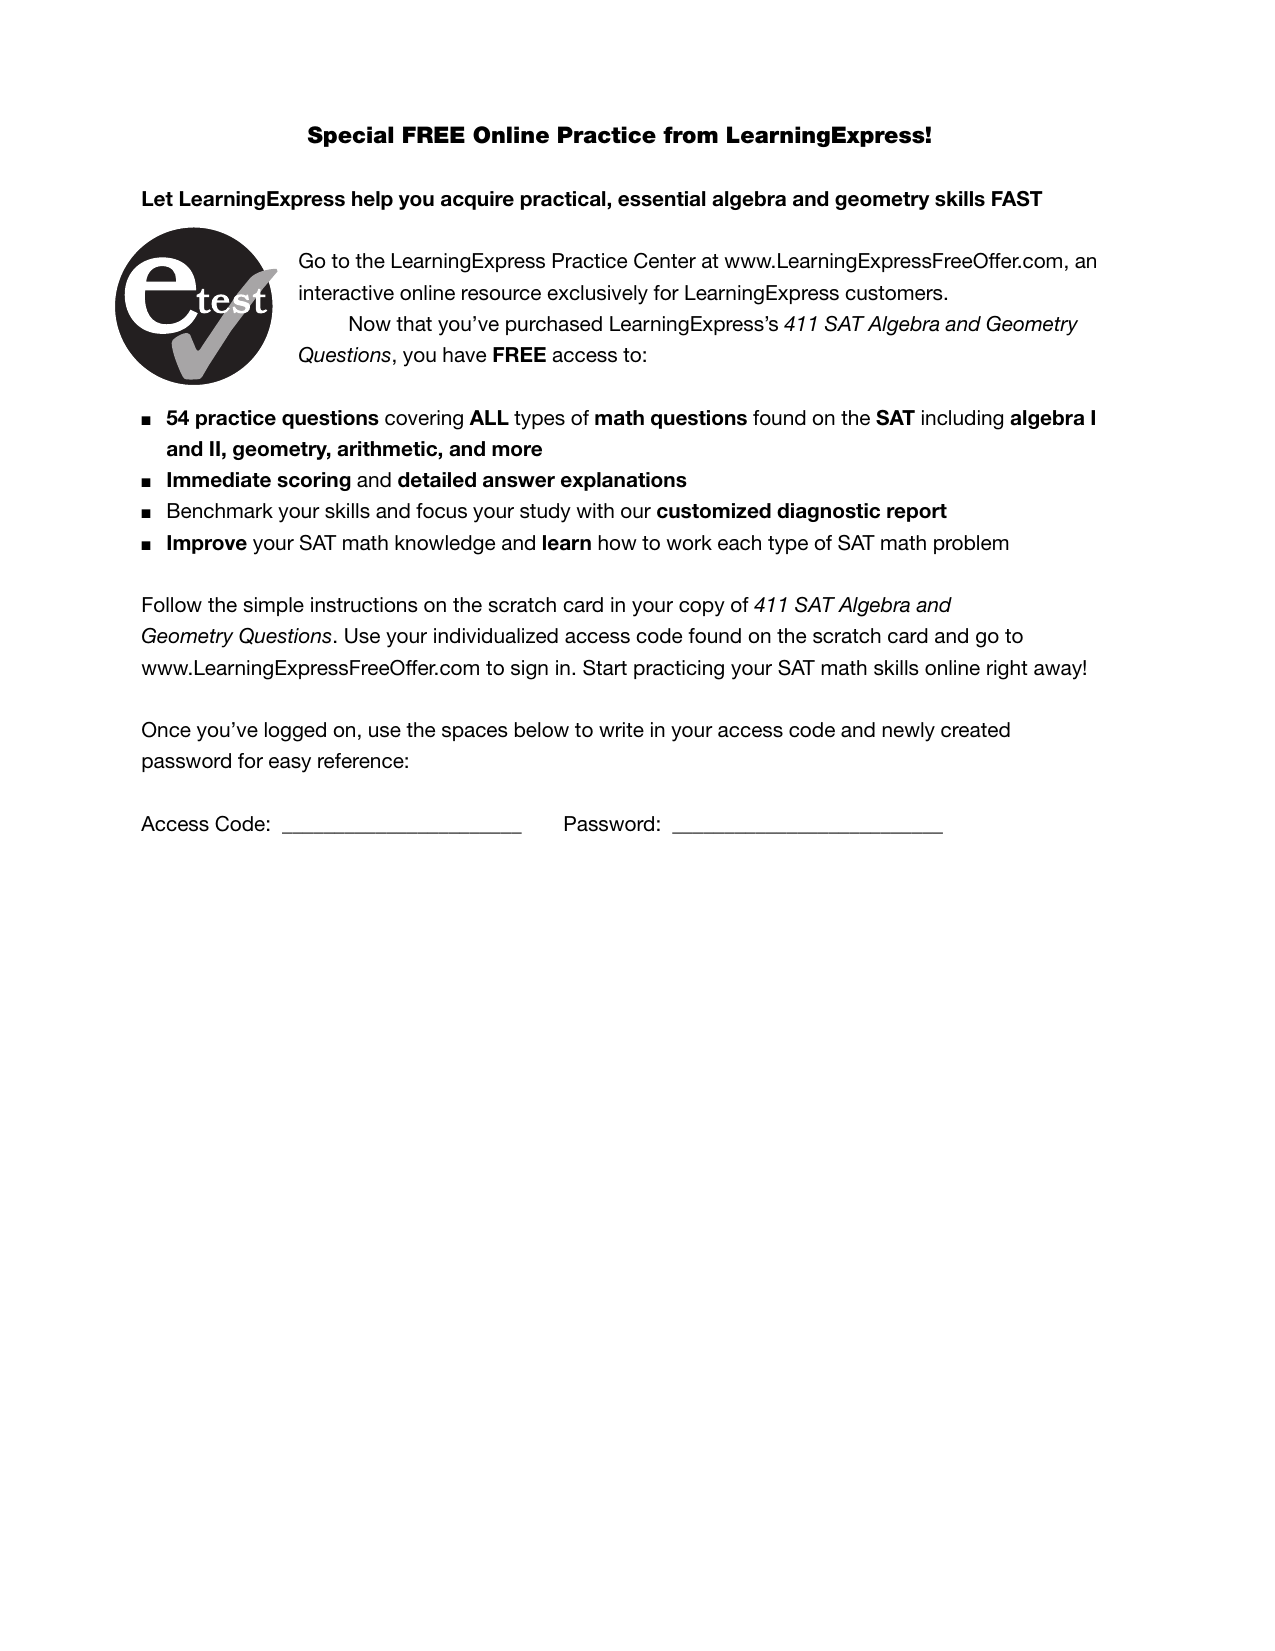 Special FREE Online Practice from LearningExpress!
Let LearningExpress help you acquire practical, essential algebra and geometry skills FAST
etest
Go to the LearningExpress Practice Center at www.LearningExpressFreeOffer.com, an
interactive online resource exclusively for LearningExpress customers.
Now that you’ve purchased LearningExpress’s 411 SAT Algebra and Geometry
Questions, you have FREE access to:
■ 54 practice questions covering ALL types of math questions found on the SAT including algebra I
and II, geometry, arithmetic, and more
■ Immediate scoring and detailed answer explanations
■ Benchmark your skills and focus your study with our customized diagnostic report
■ Improve your SAT math knowledge and learn how to work each type of SAT math problem
Follow the simple instructions on the scratch card in your copy of 411 SAT Algebra and
Geometry Questions. Use your individualized access code found on the scratch card and go to
www.LearningExpressFreeOffer.com to sign in. Start practicing your SAT math skills online right away!
Once you’ve logged on, use the spaces below to write in your access code and newly created
password for easy reference:
Access Code: ______________________ Password: _________________________